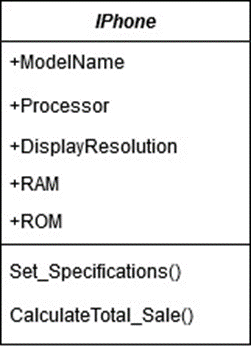 IPhone
+ModelName
+Processor
+DisplayResolution
+RAM
+ROM
Set_Specifications()
CalculateTotal_Sale()